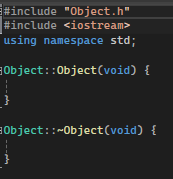 #include "Object.h"
#include <iostream>
using namespace std;
Object::Object(void) {
}
Object::~Object(void) {
}